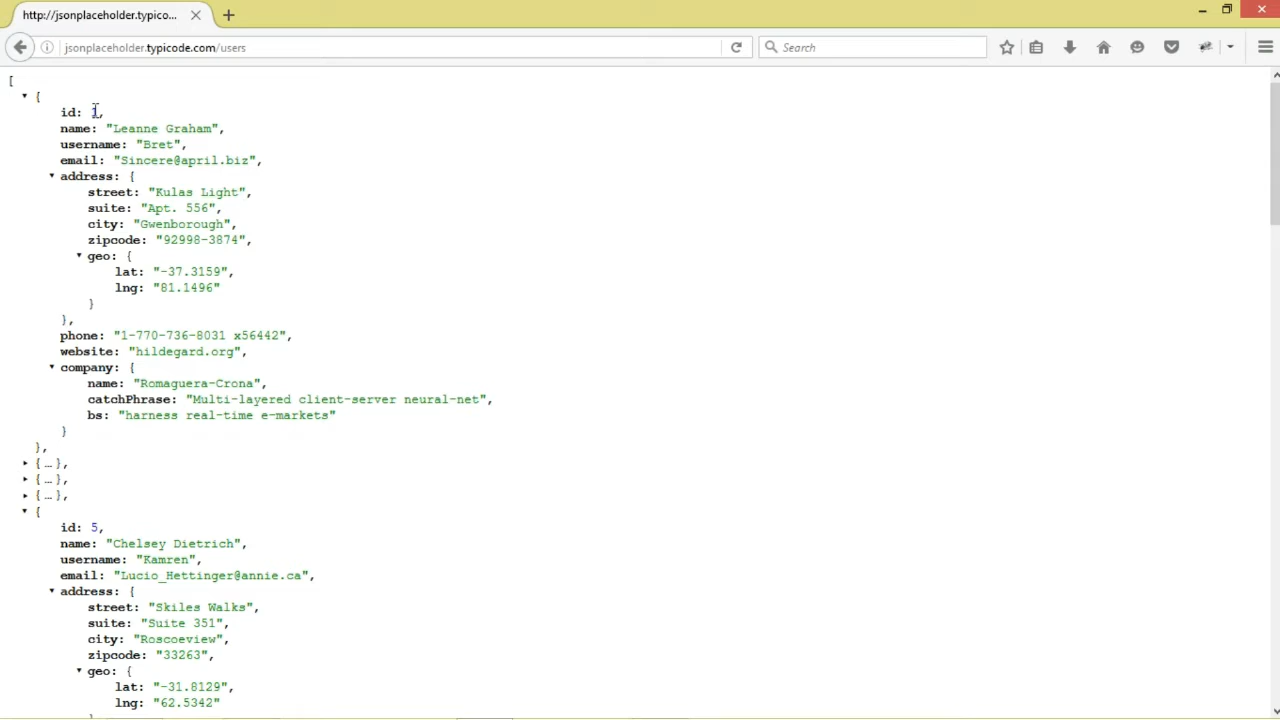 http://jsonplaceholder.typico...
jsonplaceholder.typicode.com/users
Search
[
{
id: 1,
name: "Leanne Graham",
username: "Bret",
email: "Sincere@april.biz",
address: {
street: "Kulas Light",
suite: "Apt. 556",
city: "Gwenborough",
zipcode: "92998-3874",
geo: {
lat: "-37.3159",
lng: "81.1496"
}
},
phone: "1-770-736-8031 x56442",
website: "hildegard.org",
company: {
name: "Romaguera-Crona",
catchPhrase: "Multi-layered client-server neural-net",
bs: "harness real-time e-markets"
}
},
{…},
{…},
{…},
{
id: 5,
name: "Chelsey Dietrich",
username: "Kamren",
email: "Lucio_Hettinger@annie.ca",
address: {
street: "Skiles Walks",
suite: "Suite 351",
city: "Roscoeview",
zipcode: "33263",
geo: {
lat: "-31.8129",
lng: "62.5342"
}